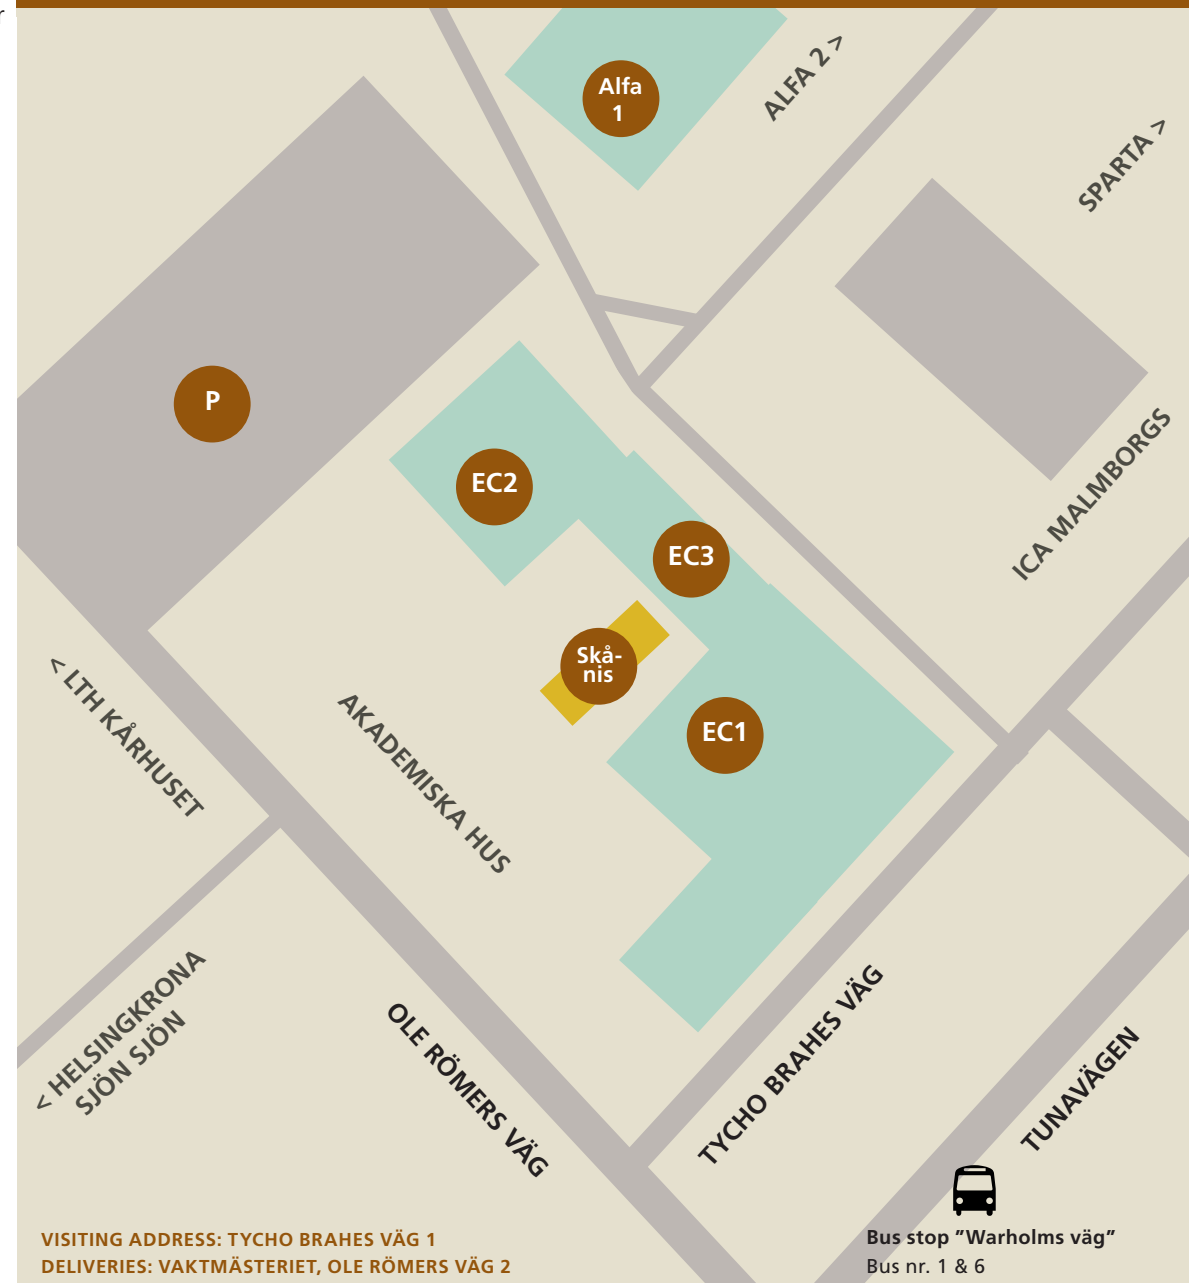 r
Alfa
1
ALFA 2 >
SPARTA >
P
EC2
EC3
ICA MALMBORGS
Skå-
nis
EC1
< LTH KÅRHUSET
AKADEMISKA HUS
< HELSINGKRONA
SJÖN SJÖN
OLE RÖMERS VÄG
TYCHO BRAHES VÄG
TUNAVÄGEN
VISITING ADDRESS: TYCHO BRAHES VÄG 1
DELIVERIES: VAKTMÄSTERIET, OLE RÖMERS VÄG 2
Bus stop ”Warholms väg”
Bus nr. 1 & 6